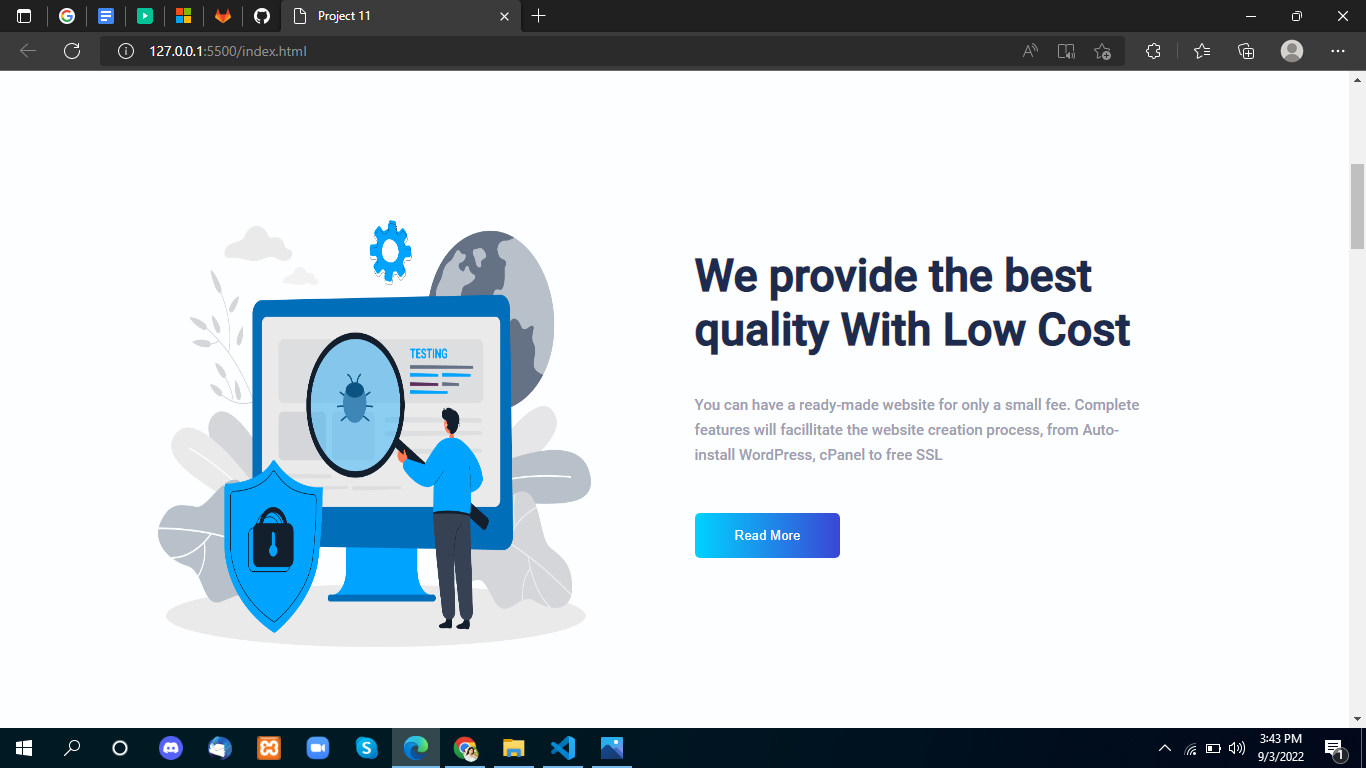 Project 11
127.0.0.1:5500/index.html
TESTING
We provide the best
quality With Low Cost
You can have a ready-made website for only a small fee. Complete
features will facillitate the website creation process, from Auto-
install WordPress, cPanel to free SSL
Read More
3:43 PM
9/3/2022
1